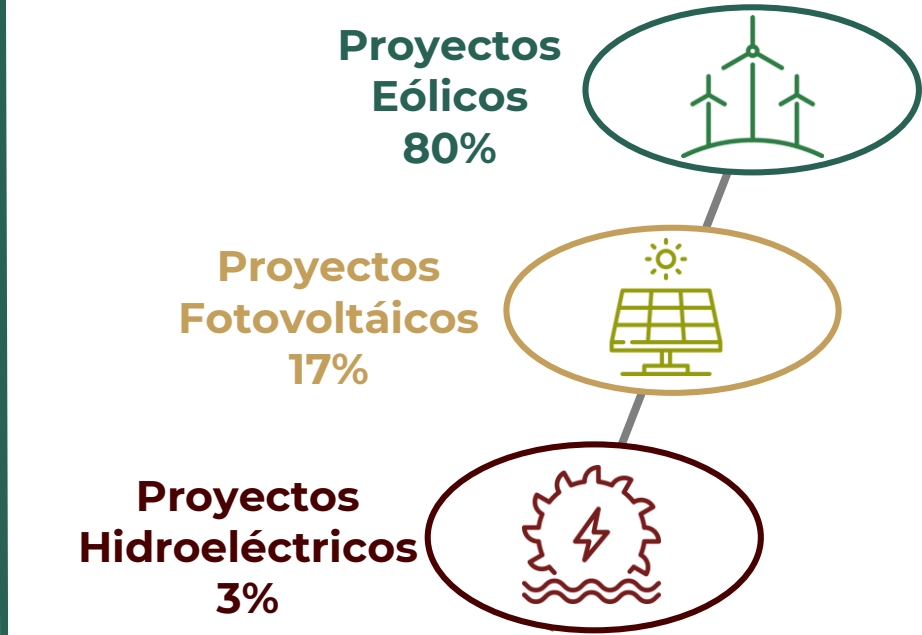 Proyectos
Eólicos
80%
Proyectos
Fotovoltáicos
17%
Proyectos
Hidroeléctricos
3%